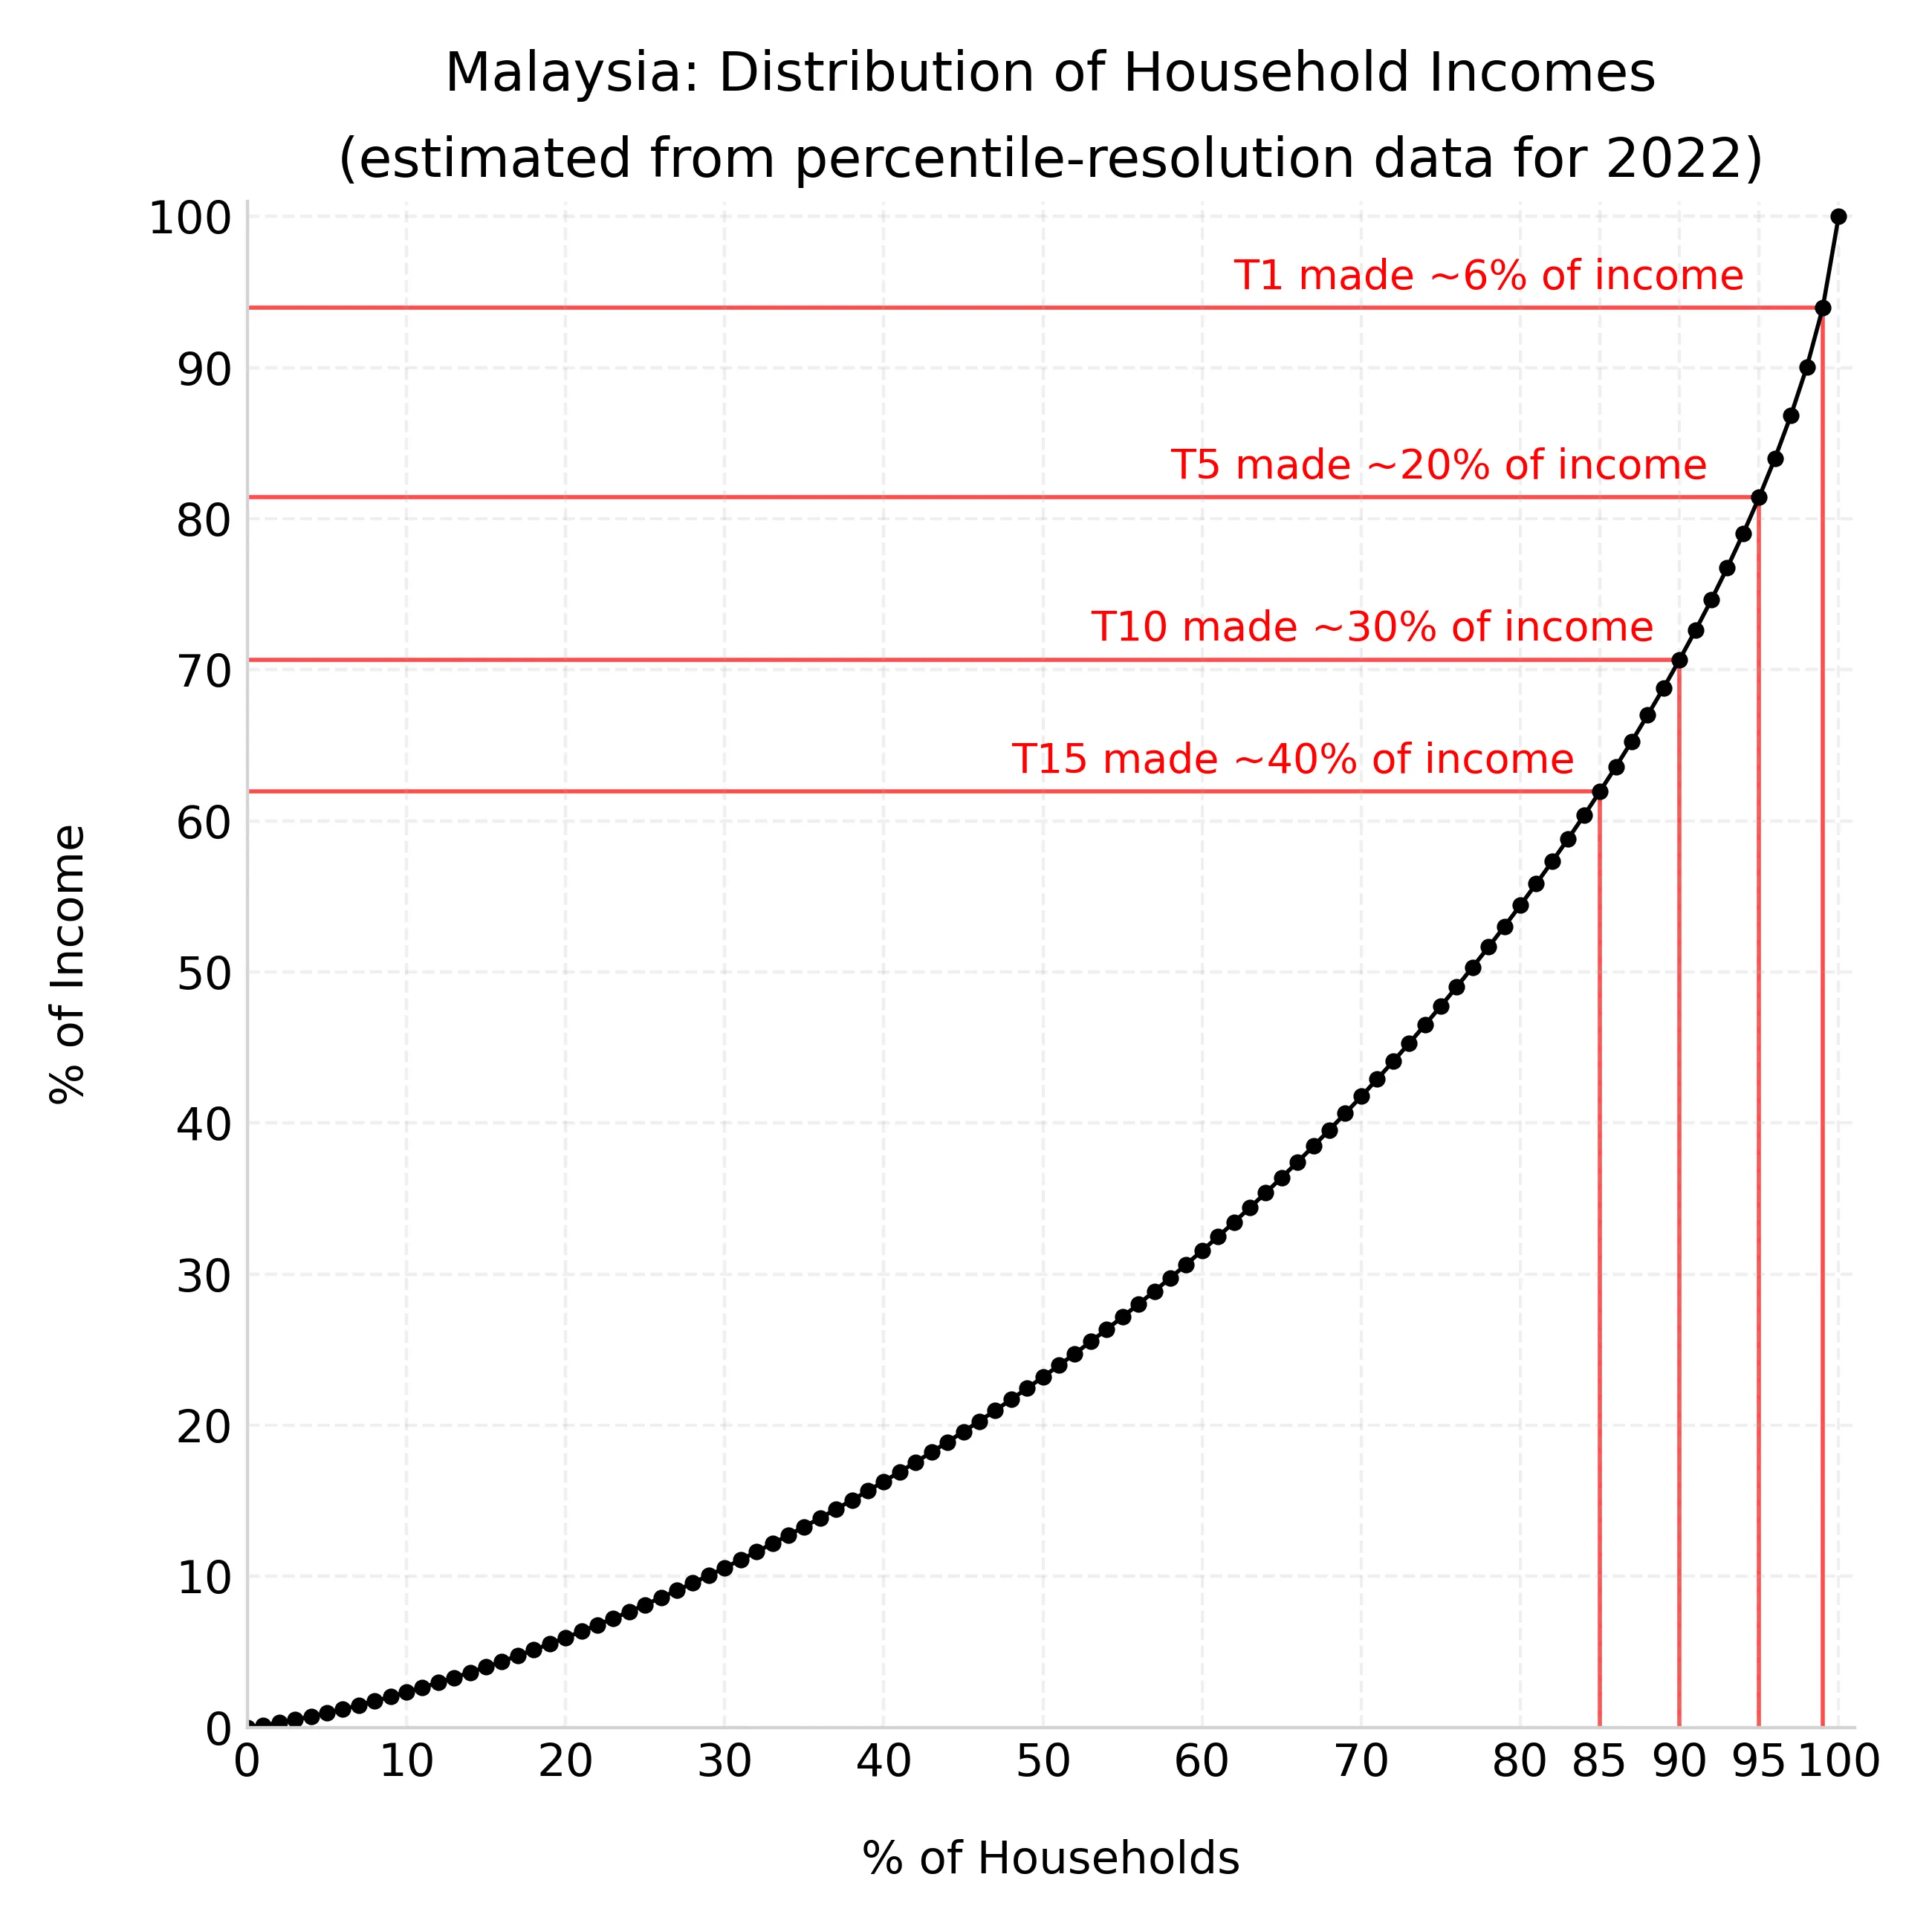 Malaysia: Distribution of Household Incomes
(estimated from percentile-resolution data for 2022)
100
T1 made ~6% of income
90
T5 made ~20% of income
80
T10 made ~30% of income
70
T15 made ~40% of income
60
% of Income
50
40
30
20
10
0
0 10 20 30 40 50 60 70 80 85 90 95 100
% of Households